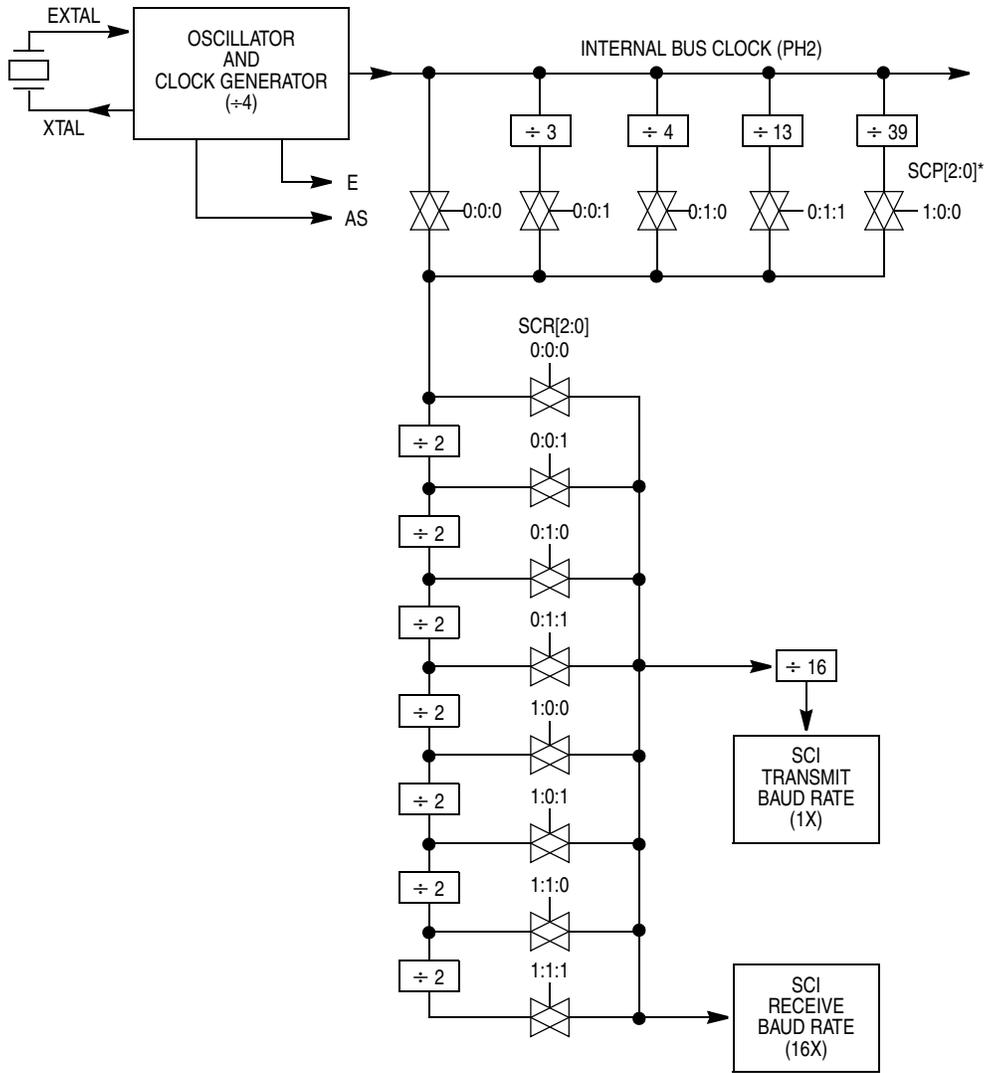 EXTAL
OSCILLATOR
AND
CLOCK GENERATOR
(÷4)
XTAL
INTERNAL BUS CLOCK (PH2)
÷ 3
÷ 4
÷ 13
÷ 39
SCP[2:0]*
E
AS
0:0:0
0:0:1
0:1:0
0:1:1
1:0:0
SCR[2:0]
0:0:0
÷ 2
0:0:1
÷ 2
0:1:0
÷ 2
0:1:1
÷ 16
÷ 2
1:0:0
SCI
TRANSMIT
BAUD RATE
(1X)
÷ 2
1:0:1
÷ 2
1:1:0
÷ 2
1:1:1
SCI
RECEIVE
BAUD RATE
(16X)